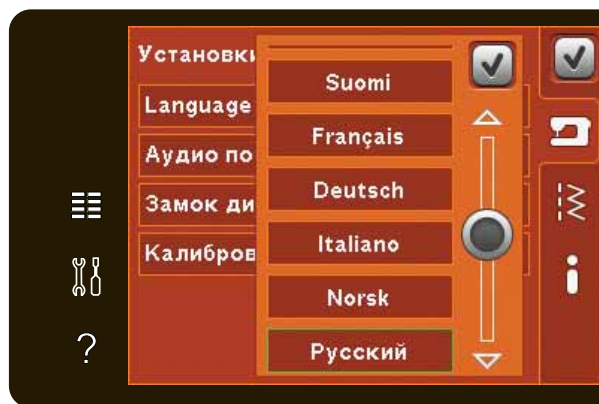 Установки
Language
Аудио по
Замок ди
Калибров
Suomi
Français
Deutsch
Italiano
Norsk
Русский
?